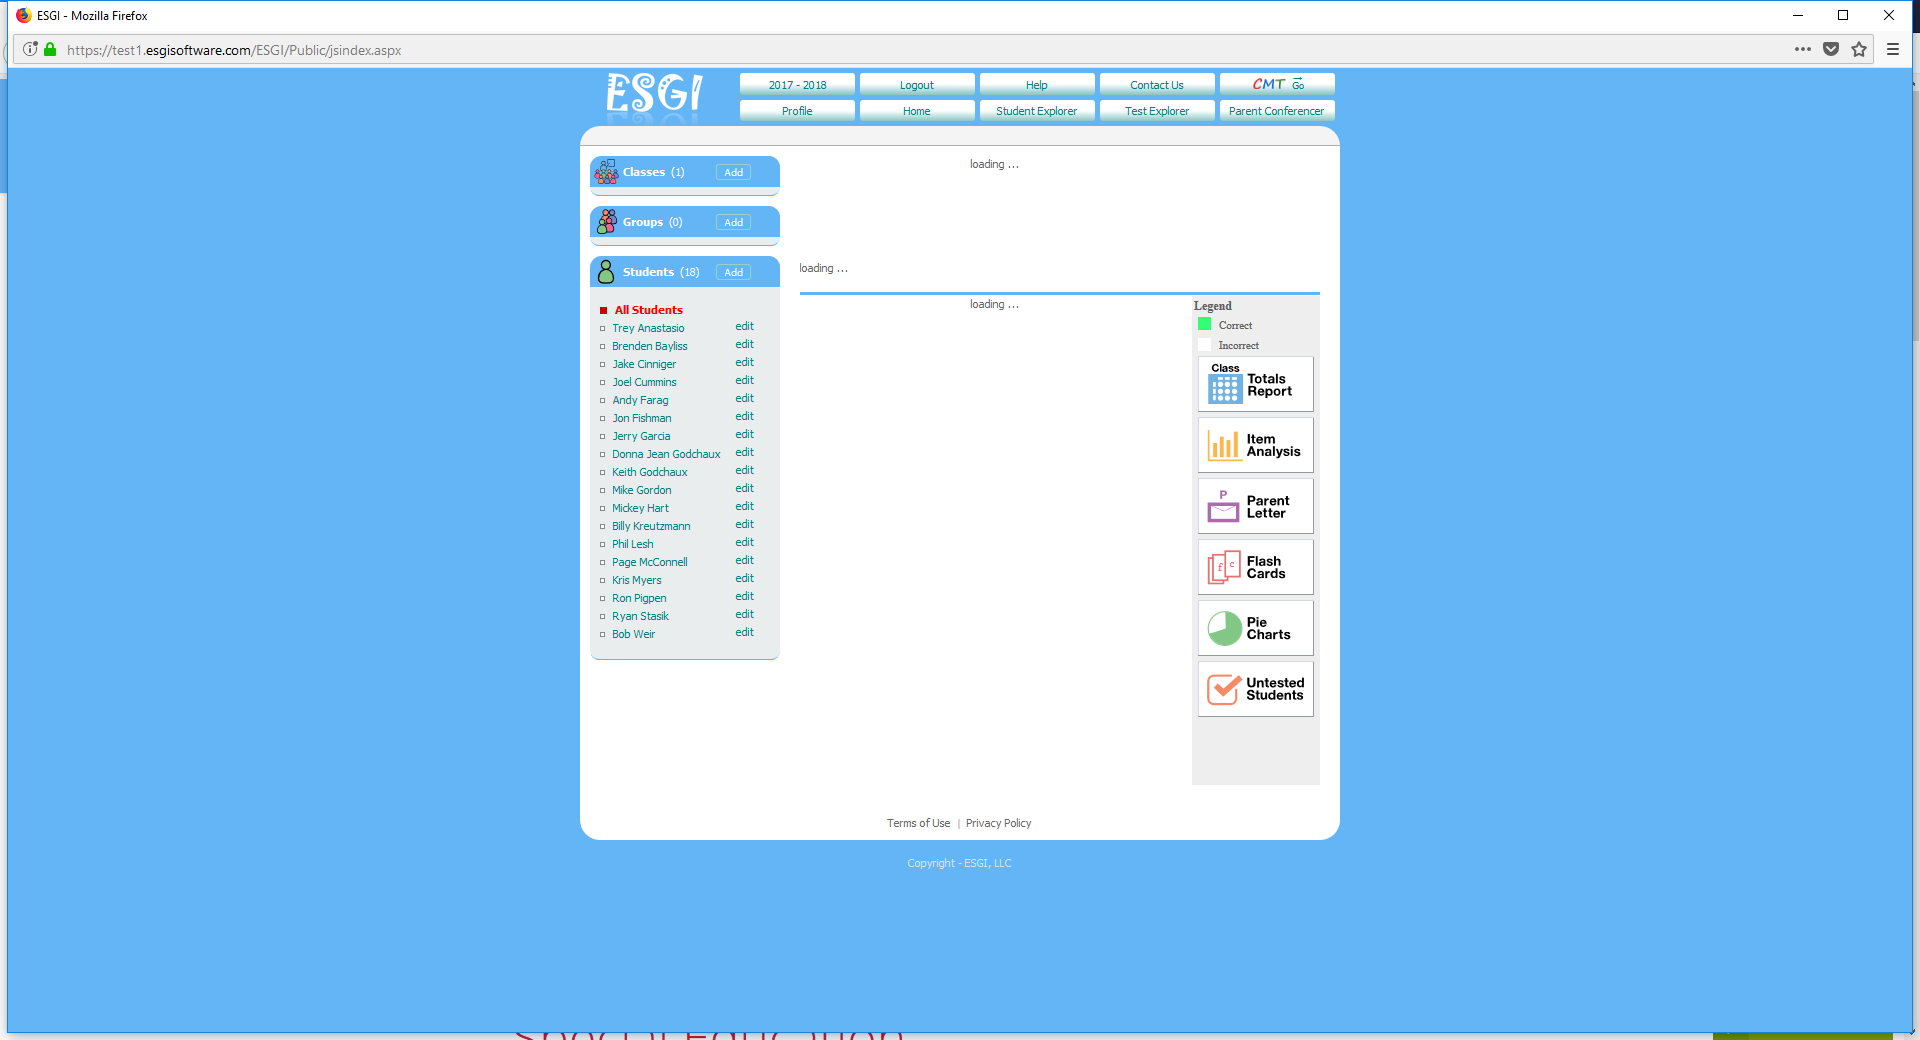 ESGI - Mozilla Firefox
https://test1.esgisoftware.com/ESGI/Public/jsindex.aspx
ESGI
2017 - 2018
Logout
Help
Contact Us
CMT Go
Profile
Home
Student Explorer
Test Explorer
Parent Conferencer
Classes (1) Add
Groups (0) Add
Students (18) Add
All Students
Trey Anastasio edit
Brenden Bayliss edit
Jake Cinniger edit
Joel Cummins edit
Andy Farag edit
Jon Fishman edit
Jerry Garcia edit
Donna Jean Godchaux edit
Keith Godchaux edit
Mike Gordon edit
Mickey Hart edit
Billy Kreutzmann edit
Phil Lesh edit
Page McConnell edit
Kris Myers edit
Ron Pigpen edit
Ryan Stasik edit
Bob Weir edit
loading ...
loading ...
loading ...
Legend
Correct
Incorrect
Class
Totals
Report
Item
Analysis
P
Parent
Letter
f c
Flash
Cards
Pie
Charts
Untested
Students
Terms of Use | Privacy Policy
Copyright - ESGI, LLC
Special Education